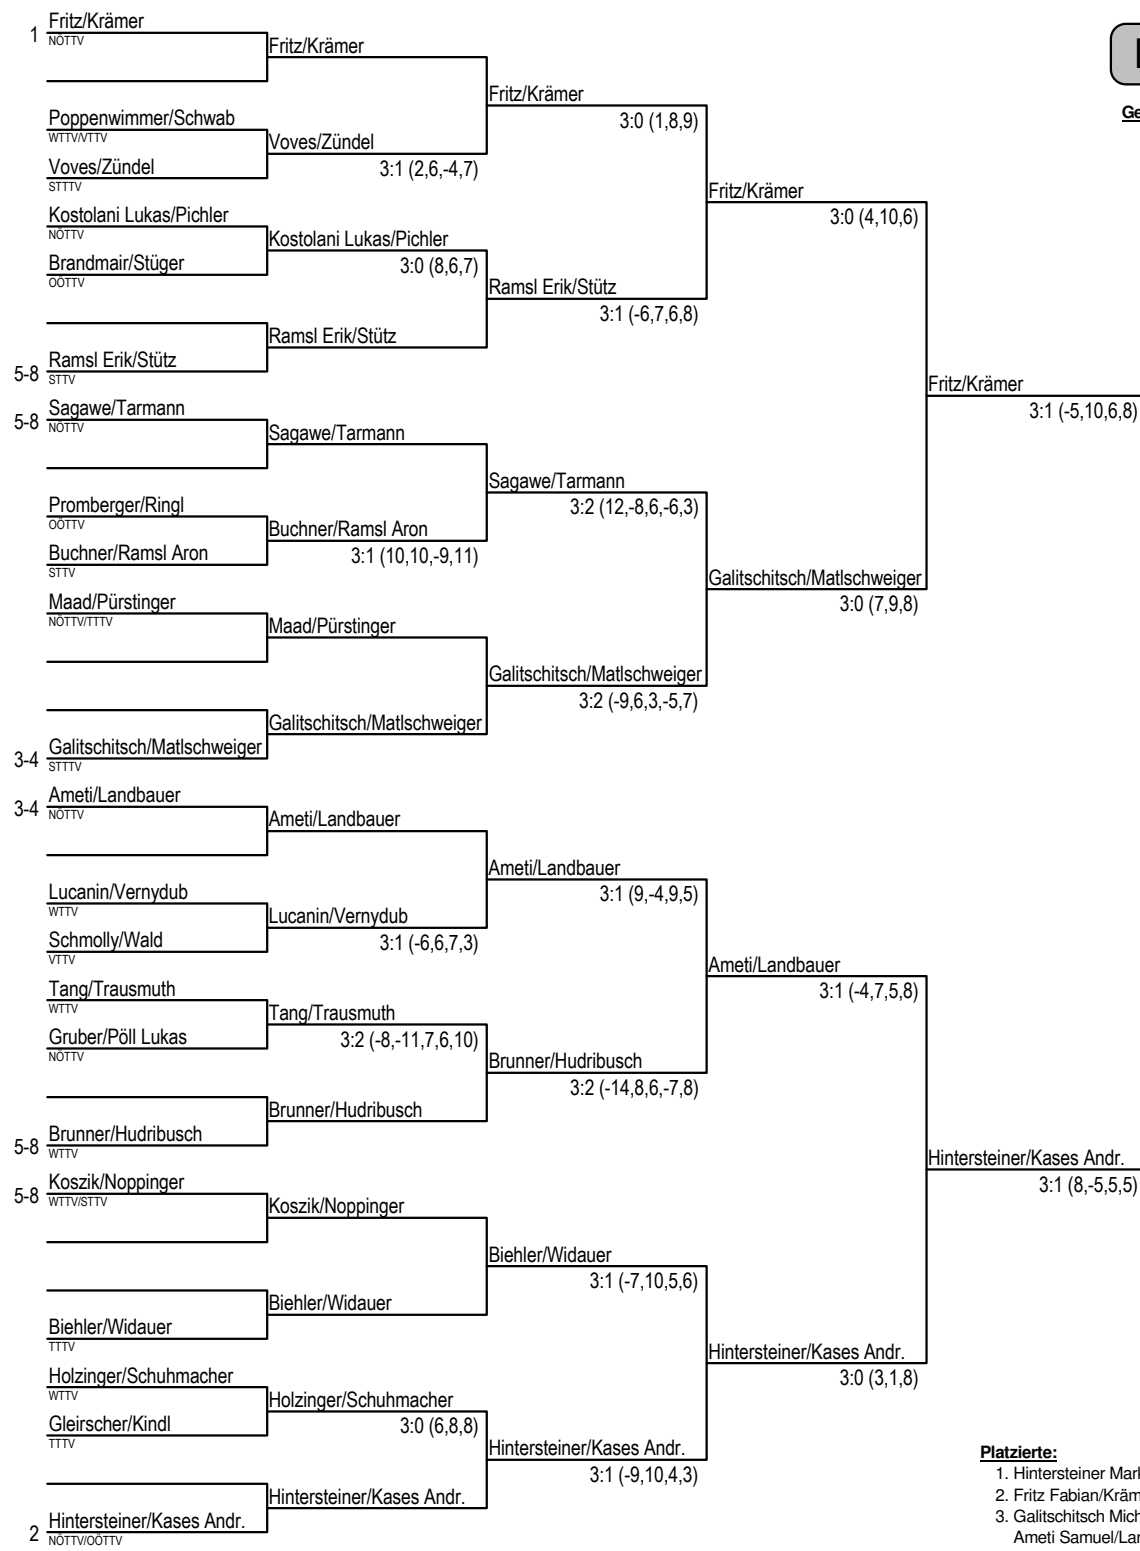 Fritz/Krämer
1
NÖTTV
Fritz/Krämer
Fritz/Krämer
Poppenwimmer/Schwab
3:0 (1,8,9)
WTTV/VTTV
Voves/Zündel
Voves/Zündel
3:1 (2,6,-4,7)
STTTV
Fritz/Krämer
Kostolani Lukas/Pichler
3:0 (4,10,6)
NÖTTV
Kostolani Lukas/Pichler
Brandmair/Stüger
3:0 (8,6,7)
OÖTTV
Ramsl Erik/Stütz
3:1 (-6,7,6,8)
Ramsl Erik/Stütz
Ramsl Erik/Stütz
5-8
STTV
Fritz/Krämer
3:1 (-5,10,6,8)
Sagawe/Tarmann
5-8
NÖTTV
Sagawe/Tarmann
Sagawe/Tarmann
Promberger/Ringl
3:2 (12,-8,6,-6,3)
OÖTTV
Buchner/Ramsl Aron
Buchner/Ramsl Aron
3:1 (10,10,-9,11)
STTV
Galitschitsch/Matlschweiger
Maad/Pürstinger
3:0 (7,9,8)
NÖTTV/TTTV
Maad/Pürstinger
Galitschitsch/Matlschweiger
3:2 (-9,6,3,-5,7)
Galitschitsch/Matlschweiger
Galitschitsch/Matlschweiger
3-4
STTTV
Ameti/Landbauer
3-4
NÖTTV
Ameti/Landbauer
Ameti/Landbauer
Lucanin/Vernydub
3:1 (9,-4,9,5)
WTTV
Lucanin/Vernydub
Schmolly/Wald
3:1 (-6,6,7,3)
VTTV
Ameti/Landbauer
Tang/Trausmuth
3:1 (-4,7,5,8)
WTTV
Tang/Trausmuth
Gruber/Pöll Lukas
3:2 (-8,-11,7,6,10)
NÖTTV
Brunner/Hudribusch
3:2 (-14,8,6,-7,8)
Brunner/Hudribusch
Brunner/Hudribusch
5-8
WTTV
Hintersteiner/Kases Andr.
3:1 (8,-5,5,5)
Koszik/Noppinger
5-8
WTTV/STTV
Koszik/Noppinger
Biehler/Widauer
3:1 (-7,10,5,6)
Biehler/Widauer
Biehler/Widauer
TTTV
Hintersteiner/Kases Andr.
3:0 (3,1,8)
Holzinger/Schuhmacher
WTTV
Holzinger/Schuhmacher
Gleirscher/Kindl
3:0 (6,8,8)
TTTV
Hintersteiner/Kases Andr.
3:1 (-9,10,4,3)
Hintersteiner/Kases Andr.
Hintersteiner/Kases Andr.
2
NÖTTV/OÖTTV
Platzierte:
1. Hintersteiner Mark
2. Fritz Fabian/Kräm
3. Galitschitsch Mich
Ameti Samuel/Lan